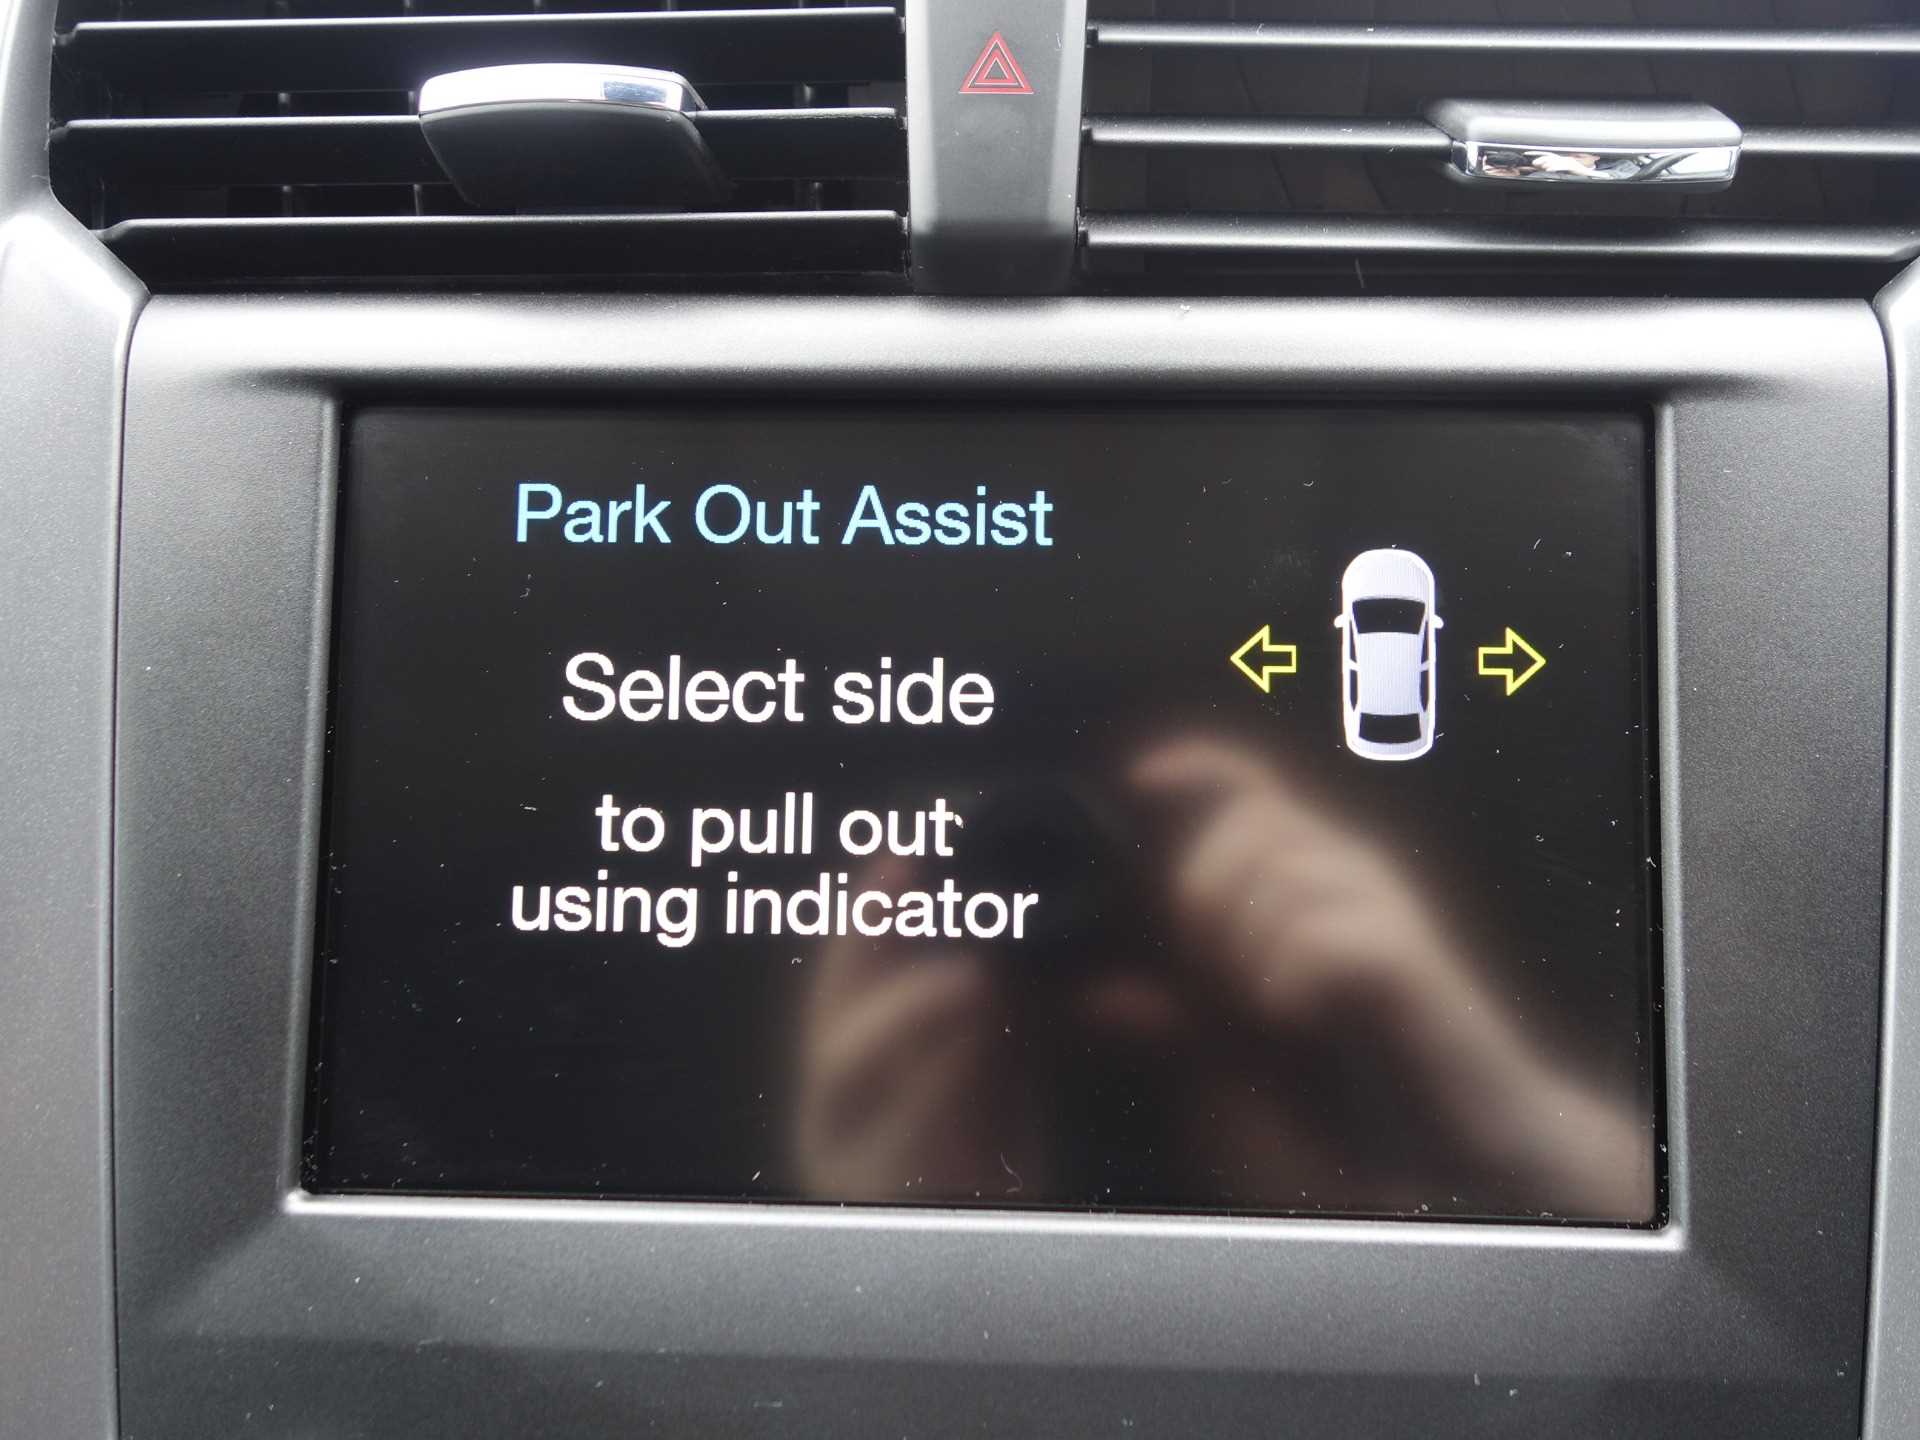 Park Out Assist
Select side
to pull out
using indicator